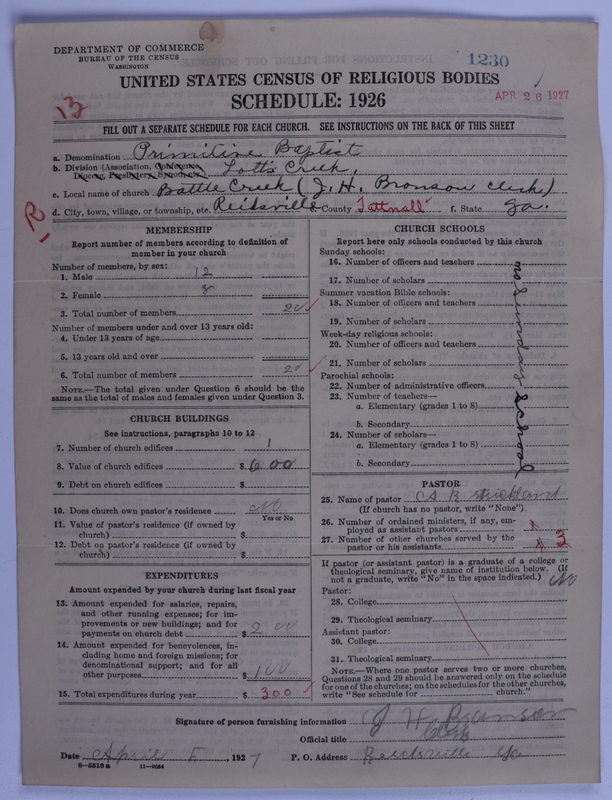 DEPARTMENT OF COMMERCE
BUREAU OF THE CENSUS
WASHINGTON
1230
APR 26 1927
13
UNITED STATES CENSUS OF RELIGIOUS BODIES
SCHEDULE: 1926
FILL OUT A SEPARATE SCHEDULE FOR EACH CHURCH. SEE INSTRUCTIONS ON THE BACK OF THIS SHEET
a. Denomination Primitive Baptist
b. Division (Association, Conference, Diocese, Presbytery, Synod, etc.) Lotts Creek,
c. Local name of church Battle Creek (J. H. Bronson clerk)
d. City, town, village, or township, etc. Reidsville e. County Tattnall f. State Ga.
R
MEMBERSHIP
Report number of members according to definition of
member in your church
Number of members, by sex:
1. Male 12
2. Female 8
3. Total number of members 20
Number of members under and over 13 years old:
4. Under 13 years of age
5. 13 years old and over
6. Total number of members 20
NOTE.—The total given under Question 6 should be the
same as the total of males and females given under Question 3.
CHURCH BUILDINGS
See instructions, paragraphs 10 to 12
7. Number of church edifices 1
8. Value of church edifices $ 600
9. Debt on church edifices $
10. Does church own pastor's residence No
Yes or No
11. Value of pastor's residence (if owned by
church) $
12. Debt on pastor's residence (if owned by
church) $
EXPENDITURES
Amount expended by your church during last fiscal year
13. Amount expended for salaries, repairs,
and other running expenses; for im-
provements or new buildings; and for
payments on church debt $ 200
14. Amount expended for benevolences, in-
cluding home and foreign missions; for
denominational support; and for all
other purposes $ 100
15. Total expenditures during year $ 300
CHURCH SCHOOLS
Report here only schools conducted by this church
Sunday schools:
16. Number of officers and teachers
17. Number of scholars
Summer vacation Bible schools:
18. Number of officers and teachers
19. Number of scholars
Week-day religious schools:
20. Number of officers and teachers
21. Number of scholars
Parochial schools:
22. Number of administrative officers
23. Number of teachers—
a. Elementary (grades 1 to 8)
b. Secondary
24. Number of scholars—
a. Elementary (grades 1 to 8)
b. Secondary
no Sunday School
PASTOR
25. Name of pastor Strickland
(If church has no pastor, write "None")
26. Number of ordained ministers, if any, em-
ployed as assistant pastors
27. Number of other churches served by the
pastor or his assistants 3
If pastor (or assistant pastor) is a graduate of a college or
theological seminary, give name of institution below. (If
not a graduate, write "No" in the space indicated.) No
Pastor:
28. College
29. Theological seminary
Assistant pastor:
30. College
31. Theological seminary
NOTE.—Where one pastor serves two or more churches,
Questions 28 and 29 should be answered only on the schedule
for one of the churches; on the schedules for the other churches,
write "See schedule for church."
Signature of person furnishing information J H Branson
Official title Clerk
Date April 5, 1927 P. O. Address Reidsville Ga
8—5518 a 11—9064